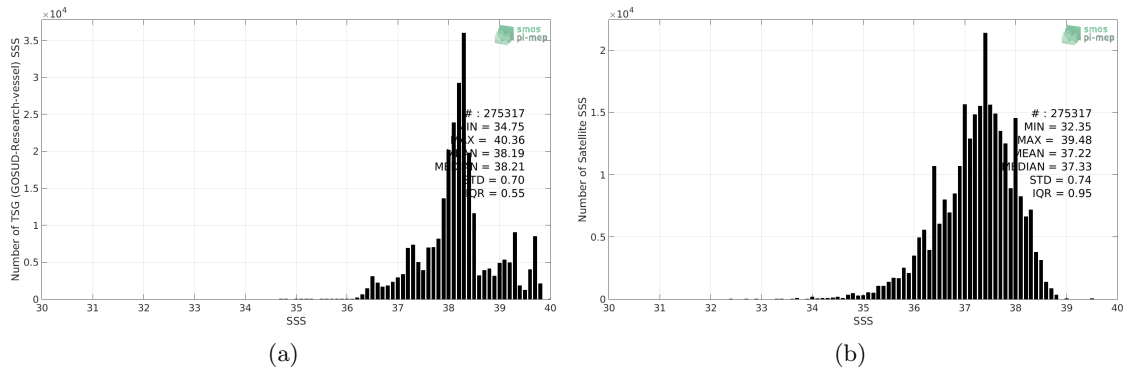 ×10⁴
smos
pi-mep
3.5
3
2.5
2
1.5
1
0.5
0
Number of TSG (GOSUD-Research-vessel) SSS
# : 275317
MIN = 34.75
MAX = 40.36
MEAN = 38.19
MEDIAN = 38.21
STD = 0.70
IQR = 0.55
30 31 32 33 34 35 36 37 38 39 40
SSS
(a)
×10⁴
smos
pi-mep
2
1.5
1
0.5
0
Number of Satellite SSS
# : 275317
MIN = 32.35
MAX = 39.48
MEAN = 37.22
MEDIAN = 37.33
STD = 0.74
IQR = 0.95
30 31 32 33 34 35 36 37 38 39 40
SSS
(b)